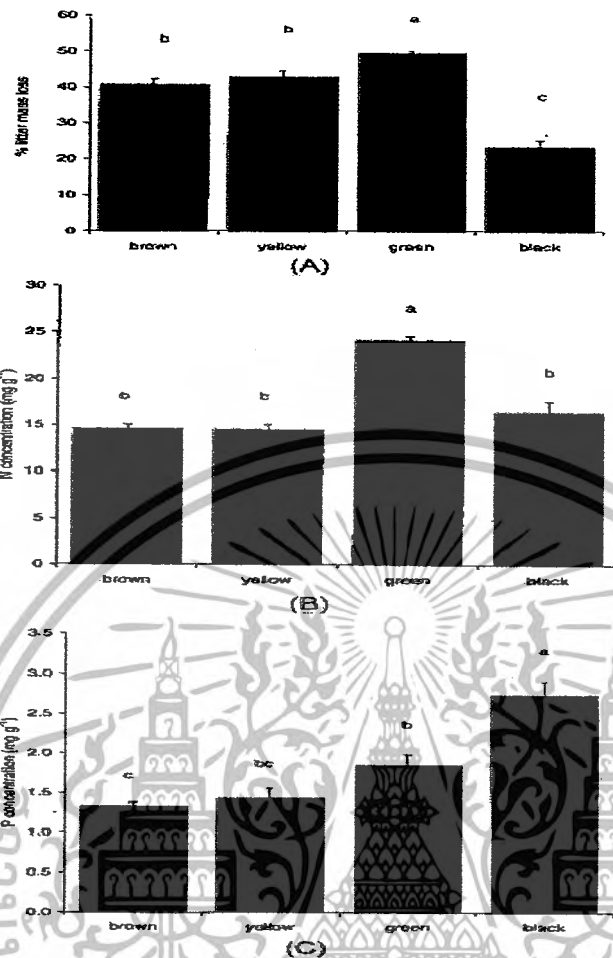 % litter mass loss
60
50
40
30
20
10
0
b
b
a
c
brown yellow green black
(A)
N concentration (mg g⁻¹)
30
25
20
15
10
5
0
b
b
a
b
brown yellow green black
(B)
P concentration (mg g⁻¹)
3.5
3.0
2.5
2.0
1.5
1.0
0.5
0.0
c
bc
b
a
brown yellow green black
(C)